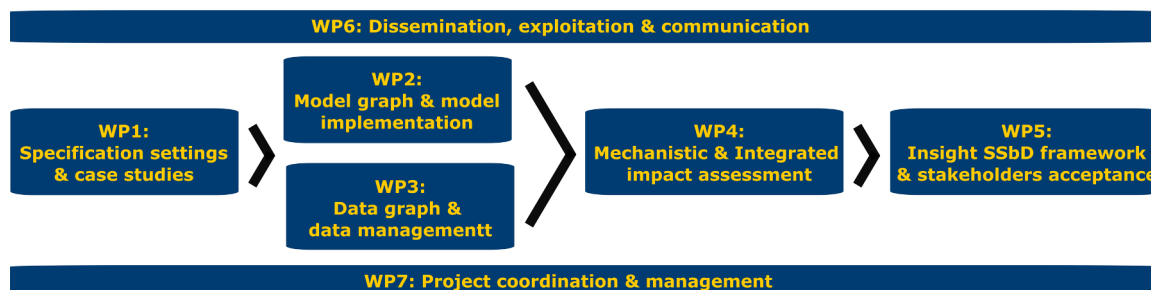 WP6: Dissemination, exploitation & communication
WP1:
Specification settings
& case studies
WP2:
Model graph & model
implementation
WP3:
Data graph &
data managementt
WP4:
Mechanistic & Integrated
impact assessment
WP5:
Insight SSbD framework
& stakeholders acceptance
WP7: Project coordination & management